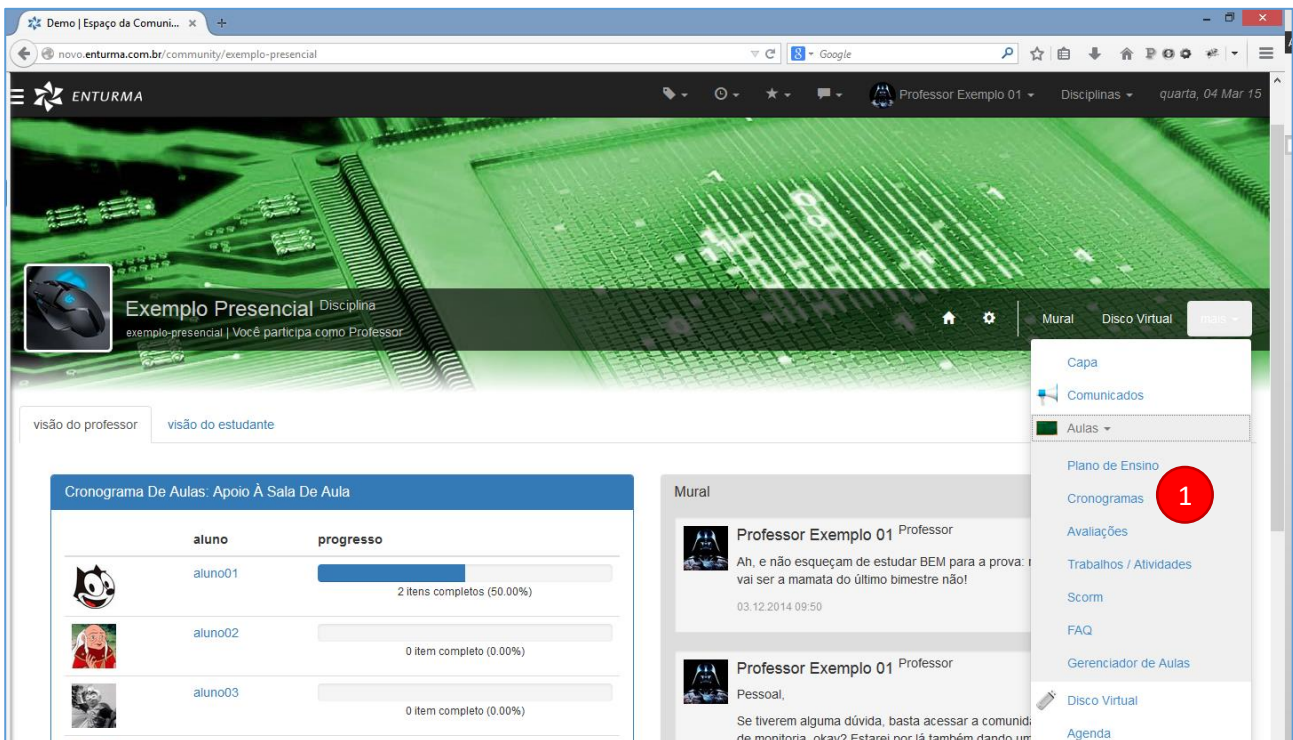 Demo | Espaço da Comuni...
novo.enturma.com.br/community/exemplo-presencial
Google
ENTURMA
Professor Exemplo 01
Disciplinas
quarta, 04 Mar 15
Exemplo Presencial Disciplina
exemplo-presencial | Você participa como Professor
Mural
Disco Virtual
mais
Capa
Comunicados
Aulas
Plano de Ensino
Cronogramas
1
Avaliações
Trabalhos / Atividades
Scorm
FAQ
Gerenciador de Aulas
Disco Virtual
Agenda
visão do professor
visão do estudante
Cronograma De Aulas: Apoio À Sala De Aula
aluno progresso
aluno01
2 itens completos (50.00%)
aluno02
0 item completo (0.00%)
aluno03
0 item completo (0.00%)
Mural
Professor Exemplo 01 Professor
Ah, e não esqueçam de estudar BEM para a prova:
vai ser a mamata do último bimestre não!
03.12.2014 09:50
Professor Exemplo 01 Professor
Pessoal,
Se tiverem alguma dúvida, basta acessar a
de monitoria, okay? Estarei por lá também dando um